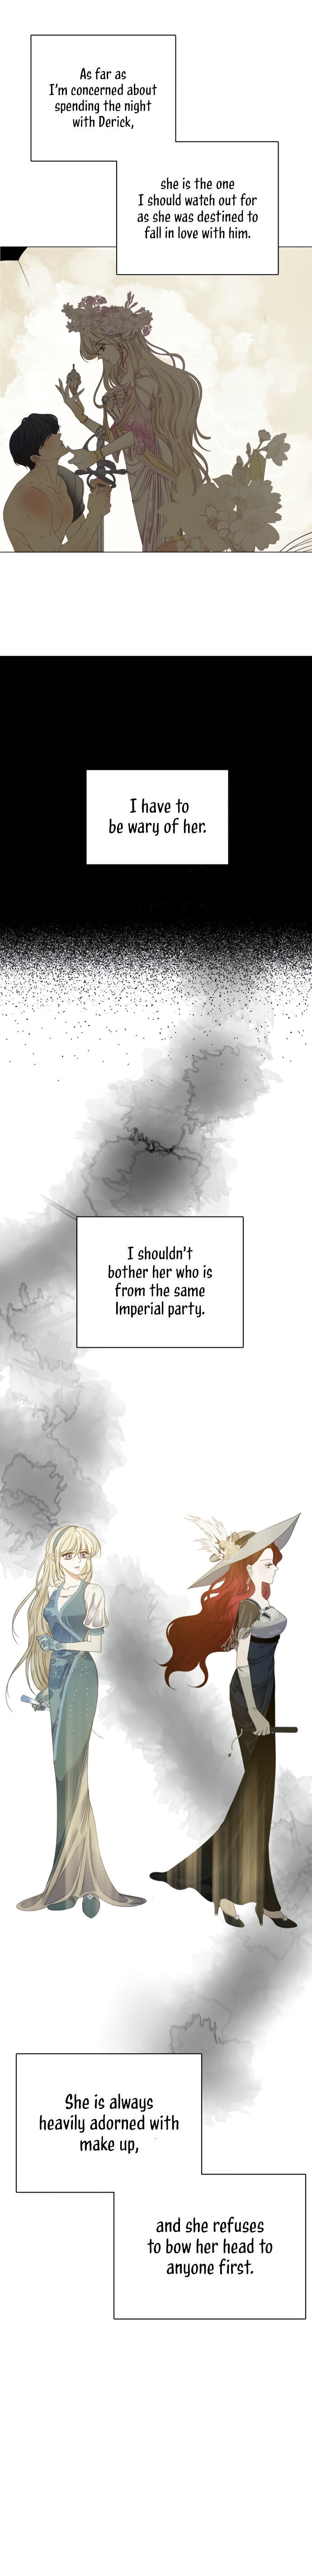 As far as
I'm concerned about
spending the night
with Derick,
she is the one
I should watch out for
as she was destined to
fall in love with him.
I have to
be wary of her.
I shouldn't
bother her who is
from the same
Imperial party.
She is always
heavily adorned with
make up,
and she refuses
to bow her head to
anyone first.